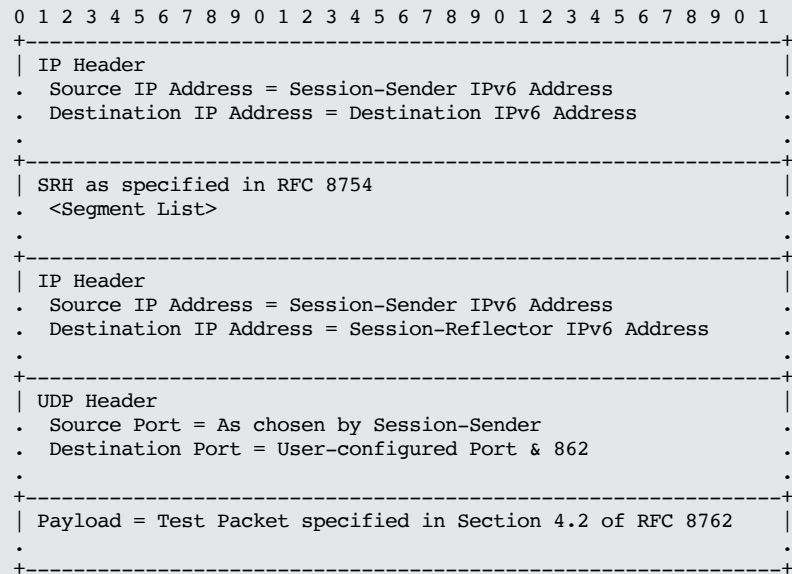 0 1 2 3 4 5 6 7 8 9 0 1 2 3 4 5 6 7 8 9 0 1 2 3 4 5 6 7 8 9 0 1
+---------------------------------------------------------------+
| IP Header                                                     |
.  Source IP Address = Session-Sender IPv6 Address              .
.  Destination IP Address = Destination IPv6 Address            .
.                                                               .
+---------------------------------------------------------------+
| SRH as specified in RFC 8754                                  |
.  <Segment List>                                               .
.                                                               .
+---------------------------------------------------------------+
| IP Header                                                     |
.  Source IP Address = Session-Sender IPv6 Address              .
.  Destination IP Address = Session-Reflector IPv6 Address      .
.                                                               .
+---------------------------------------------------------------+
| UDP Header                                                    |
.  Source Port = As chosen by Session-Sender                    .
.  Destination Port = User-configured Port & 862                .
.                                                               .
+---------------------------------------------------------------+
| Payload = Test Packet specified in Section 4.2 of RFC 8762    |
.                                                               .
+---------------------------------------------------------------+